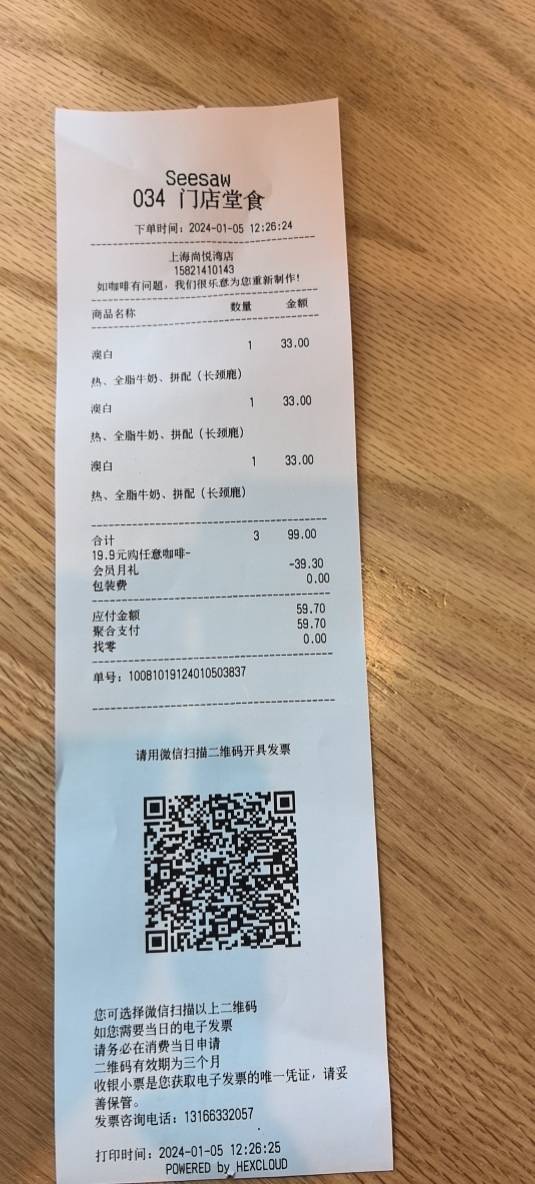 Seesaw
034 门店堂食
下单时间：2024-01-05 12:26:24
上海尚悦湾店
15821410143
如咖啡有问题，我们很乐意为您重新制作！
商品名称 数量 金额
澳白 1 33.00
热、全脂牛奶、拼配（长颈鹿）
澳白 1 33.00
热、全脂牛奶、拼配（长颈鹿）
澳白 1 33.00
热、全脂牛奶、拼配（长颈鹿）
合计 3 99.00
19.9元购任意咖啡-
会员月礼 -39.30
包装费 0.00
应付金额 59.70
聚合支付 59.70
找零 0.00
单号：10081019124010503837
请用微信扫描二维码开具发票
您可选择微信扫描以上二维码
如您需要当日的电子发票
请务必在消费当日申请
二维码有效期为三个月
收银小票是您获取电子发票的唯一凭证，请妥
善保管。
发票咨询电话：13166332057
打印时间：2024-01-05 12:26:25
POWERED by HEXCLOUD